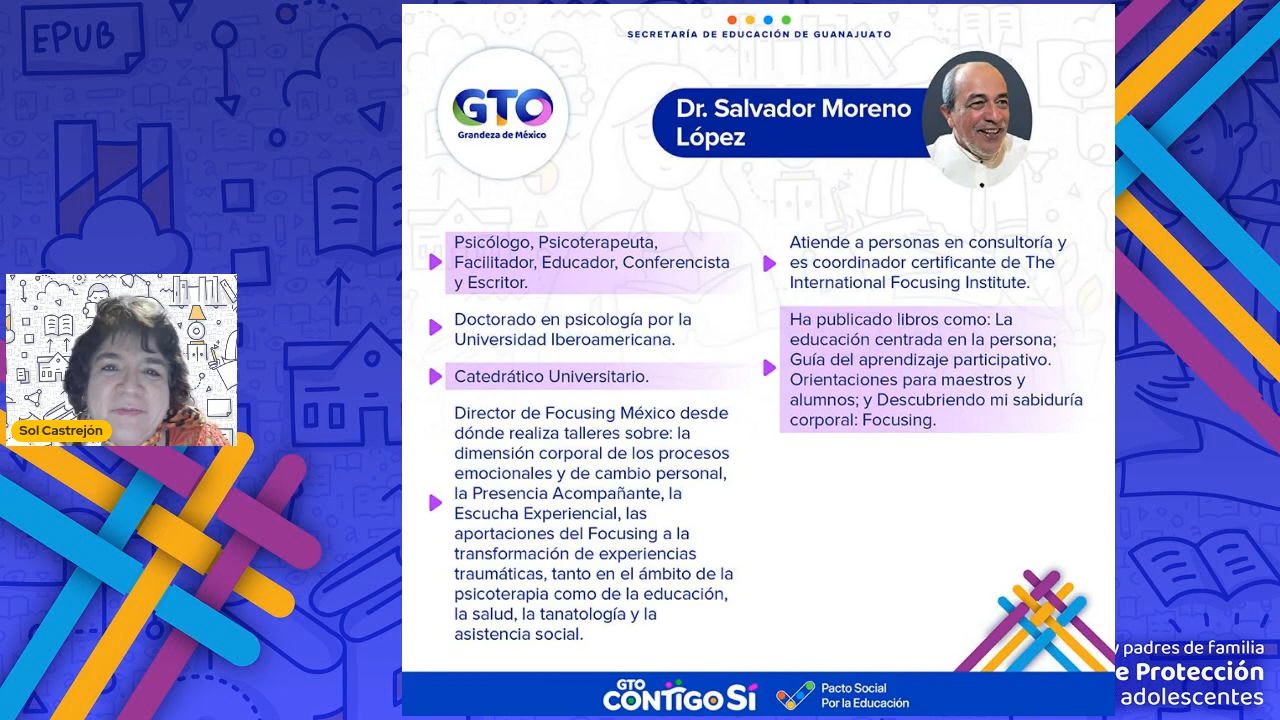 EPUB
SECRETARÍA DE EDUCACIÓN DE GUANAJUATO
GTO
Grandeza de México
Dr. Salvador Moreno
López
Psicólogo, Psicoterapeuta,
Facilitador, Educador, Conferencista
y Escritor.
Doctorado en psicología por la
Universidad Iberoamericana.
Catedrático Universitario.
Director de Focusing México desde
dónde realiza talleres sobre: la
dimensión corporal de los procesos
emocionales y de cambio personal,
la Presencia Acompañante, la
Escucha Experiencial, las
aportaciones del Focusing a la
transformación de experiencias
traumáticas, tanto en el ámbito de la
psicoterapia como de la educación,
la salud, la tanatología y la
asistencia social.
Atiende a personas en consultoría y
es coordinador certificante de The
International Focusing Institute.
Ha publicado libros como: La
educación centrada en la persona;
Guía del aprendizaje participativo.
Orientaciones para maestros y
alumnos; y Descubriendo mi sabiduría
corporal: Focusing.
Sol Castrejón
y padres de familia
e Protección
adolescentes
GTO
CONTIGO SÍ
Pacto Social
Por la Educación